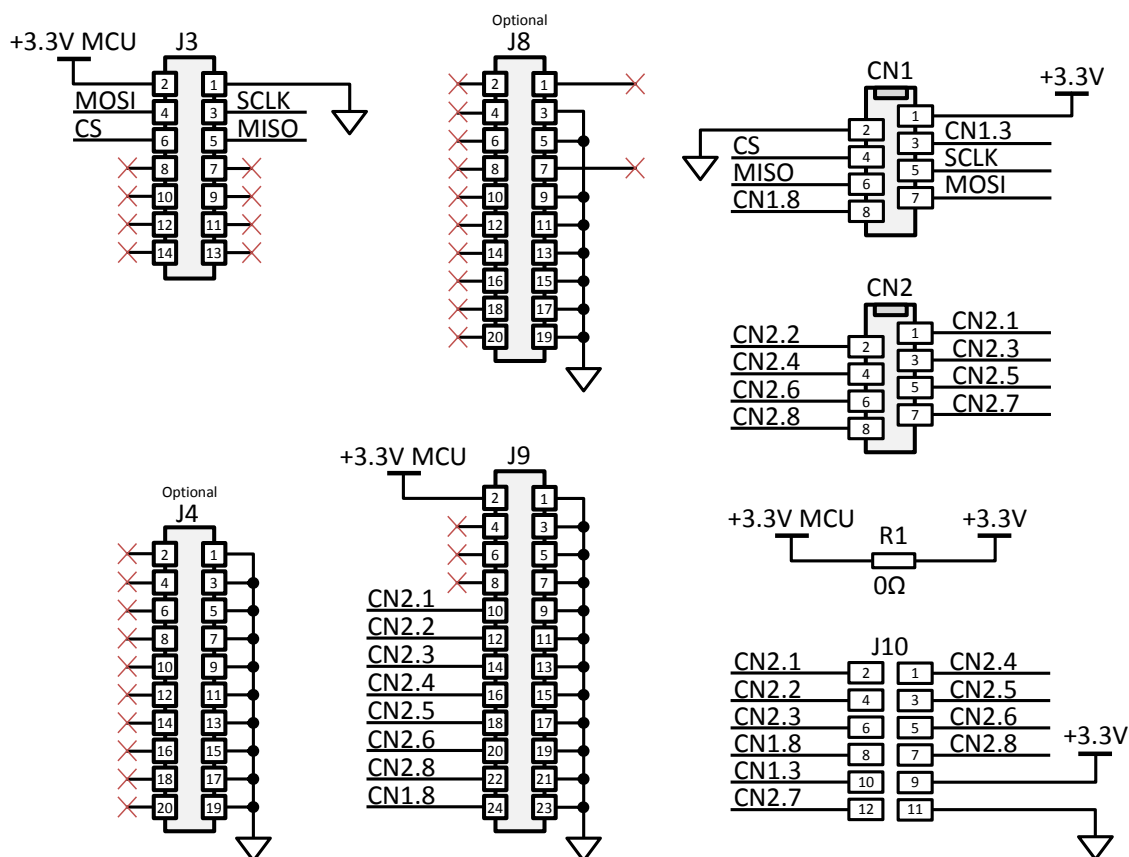 J3
+3.3V MCU
2 1
MOSI 4 3 SCLK
CS 6 5 MISO
8 7
10 9
12 11
14 13
Optional
J8
2 1
4 3
6 5
8 7
10 9
12 11
14 13
16 15
18 17
20 19
CN1
+3.3V
1
2
3 CN1.3
CS 4
5 SCLK
MISO 6
7 MOSI
CN1.8 8
CN2
1 CN2.1
CN2.2 2
3 CN2.3
CN2.4 4
5 CN2.5
CN2.6 6
7 CN2.7
CN2.8 8
Optional
J4
2 1
4 3
6 5
8 7
10 9
12 11
14 13
16 15
18 17
20 19
J9
+3.3V MCU
2 1
4 3
6 5
8 7
CN2.1 10 9
CN2.2 12 11
CN2.3 14 13
CN2.4 16 15
CN2.5 18 17
CN2.6 20 19
CN2.8 22 21
CN1.8 24 23
+3.3V MCU
R1
+3.3V
0Ω
J10
CN2.1 2 1 CN2.4
CN2.2 4 3 CN2.5
CN2.3 6 5 CN2.6
CN1.8 8 7 CN2.8
+3.3V
CN1.3 10 9
CN2.7 12 11